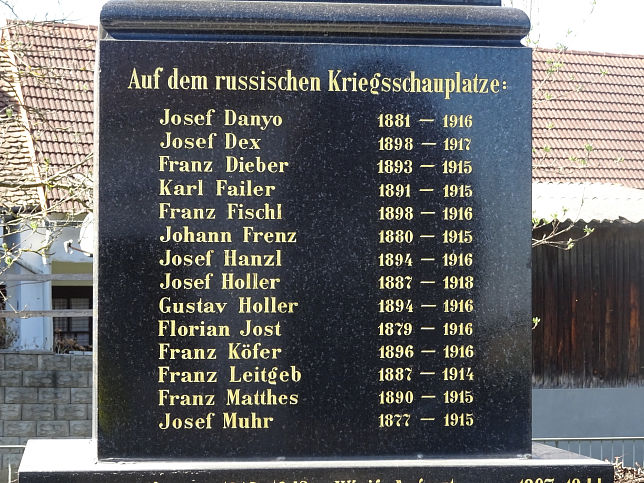 Auf dem russischen Kriegsschauplatze:
Josef Danyo 1881 – 1916
Josef Dex 1898 – 1917
Franz Dieber 1893 – 1915
Karl Failer 1891 – 1915
Franz Fischl 1898 – 1916
Johann Frenz 1880 – 1915
Josef Hanzl 1894 – 1916
Josef Holler 1887 – 1918
Gustav Holler 1894 – 1916
Florian Jost 1879 – 1916
Franz Köfer 1896 – 1916
Franz Leitgeb 1887 – 1914
Franz Matthes 1890 – 1915
Josef Muhr 1877 – 1915